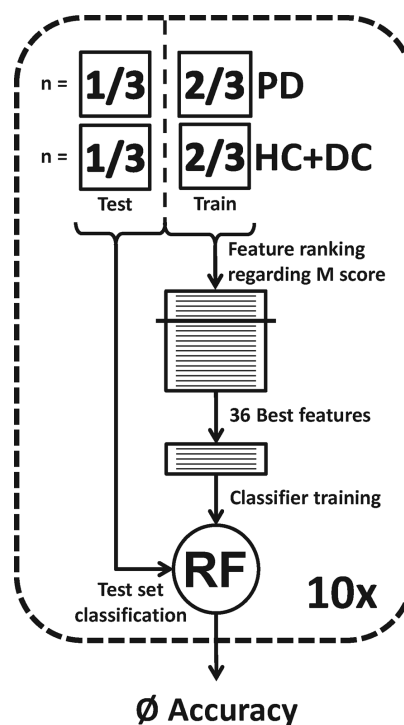 n = 1/3 2/3 PD
n = 1/3 2/3 HC+DC
Test Train
Feature ranking
regarding M score
36 Best features
Classifier training
RF
Test set
classification
10x
Ø Accuracy